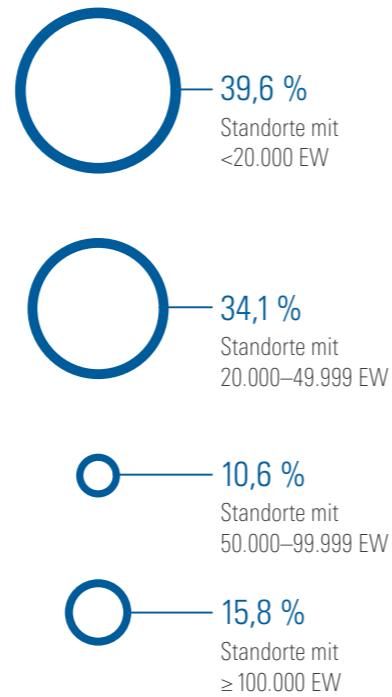 39,6 %
Standorte mit
<20.000 EW
34,1 %
Standorte mit
20.000–49.999 EW
10,6 %
Standorte mit
50.000–99.999 EW
15,8 %
Standorte mit
≥ 100.000 EW